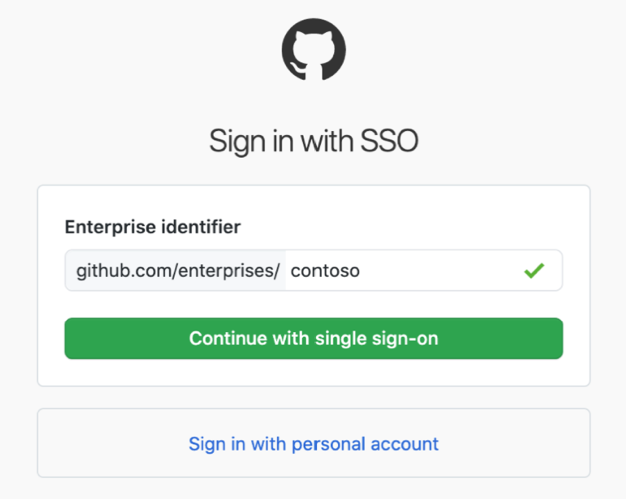 Sign in with SSO
Enterprise identifier
github.com/enterprises/ contoso
Continue with single sign-on
Sign in with personal account